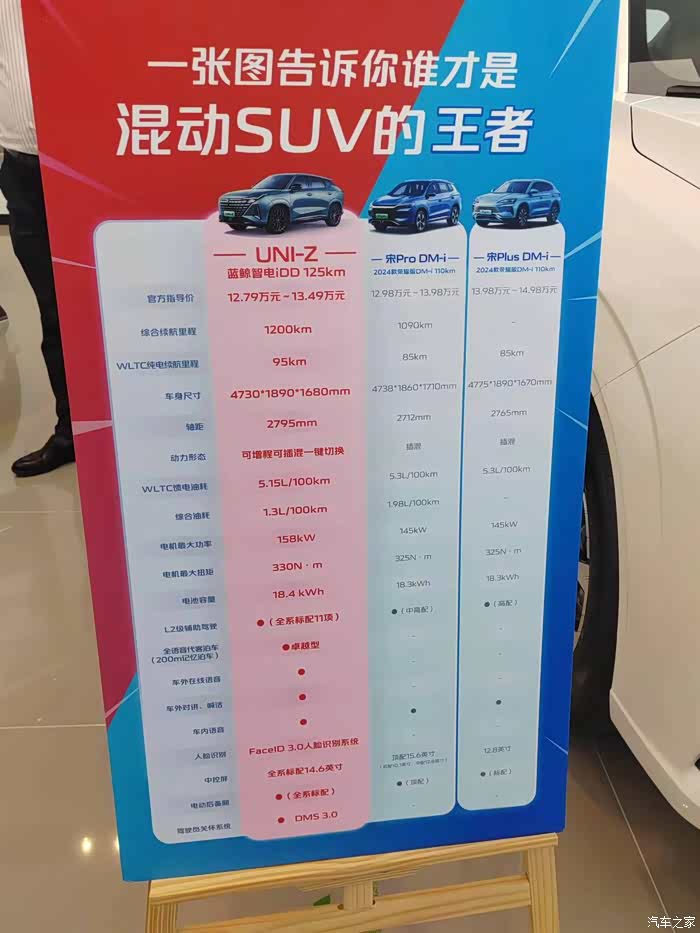 一张图告诉你谁才是
混动SUV的王者
UNI-Z 宋Pro DM-i 宋Plus DM-i
蓝鲸智电iDD 125km 2024款荣耀版DM-i 110km 2024款荣耀版DM-i 110km
官方指导价 12.79万元~13.49万元 12.98万元~13.98万元 13.98万元~14.98万元
综合续航里程 1200km 1090km -
WLTC纯电续航里程 95km 85km 85km
车身尺寸 4730*1890*1680mm 4738*1860*1710mm 4775*1890*1670mm
轴距 2795mm 2712mm 2765mm
动力形态 可增程可插混一键切换 插混 插混
WLTC馈电油耗 5.15L/100km 5.3L/100km 5.3L/100km
综合油耗 1.3L/100km 1.98L/100km -
电机最大功率 158kW 145kW 145kW
电机最大扭矩 330N·m 325N·m 325N·m
电池容量 18.4 kWh 18.3kWh 18.3kWh
L2级辅助驾驶 ●(全系标配11项) ●(中高配) ●(高配)
全语音代客泊车 ●卓越型 - -
(200m记忆泊车)
车外在线语音 ● - -
车外对讲、喊话 ● - -
车内语音 ● ● ●
人脸识别 FaceID 3.0人脸识别系统 - -
中控屏 全系标配14.6英寸 顶配15.6英寸 12.8英寸
电动后备厢 ●(全系标配) ●(顶配) ●(标配)
驾驶员关怀系统 ● DMS 3.0 - -
汽车之家